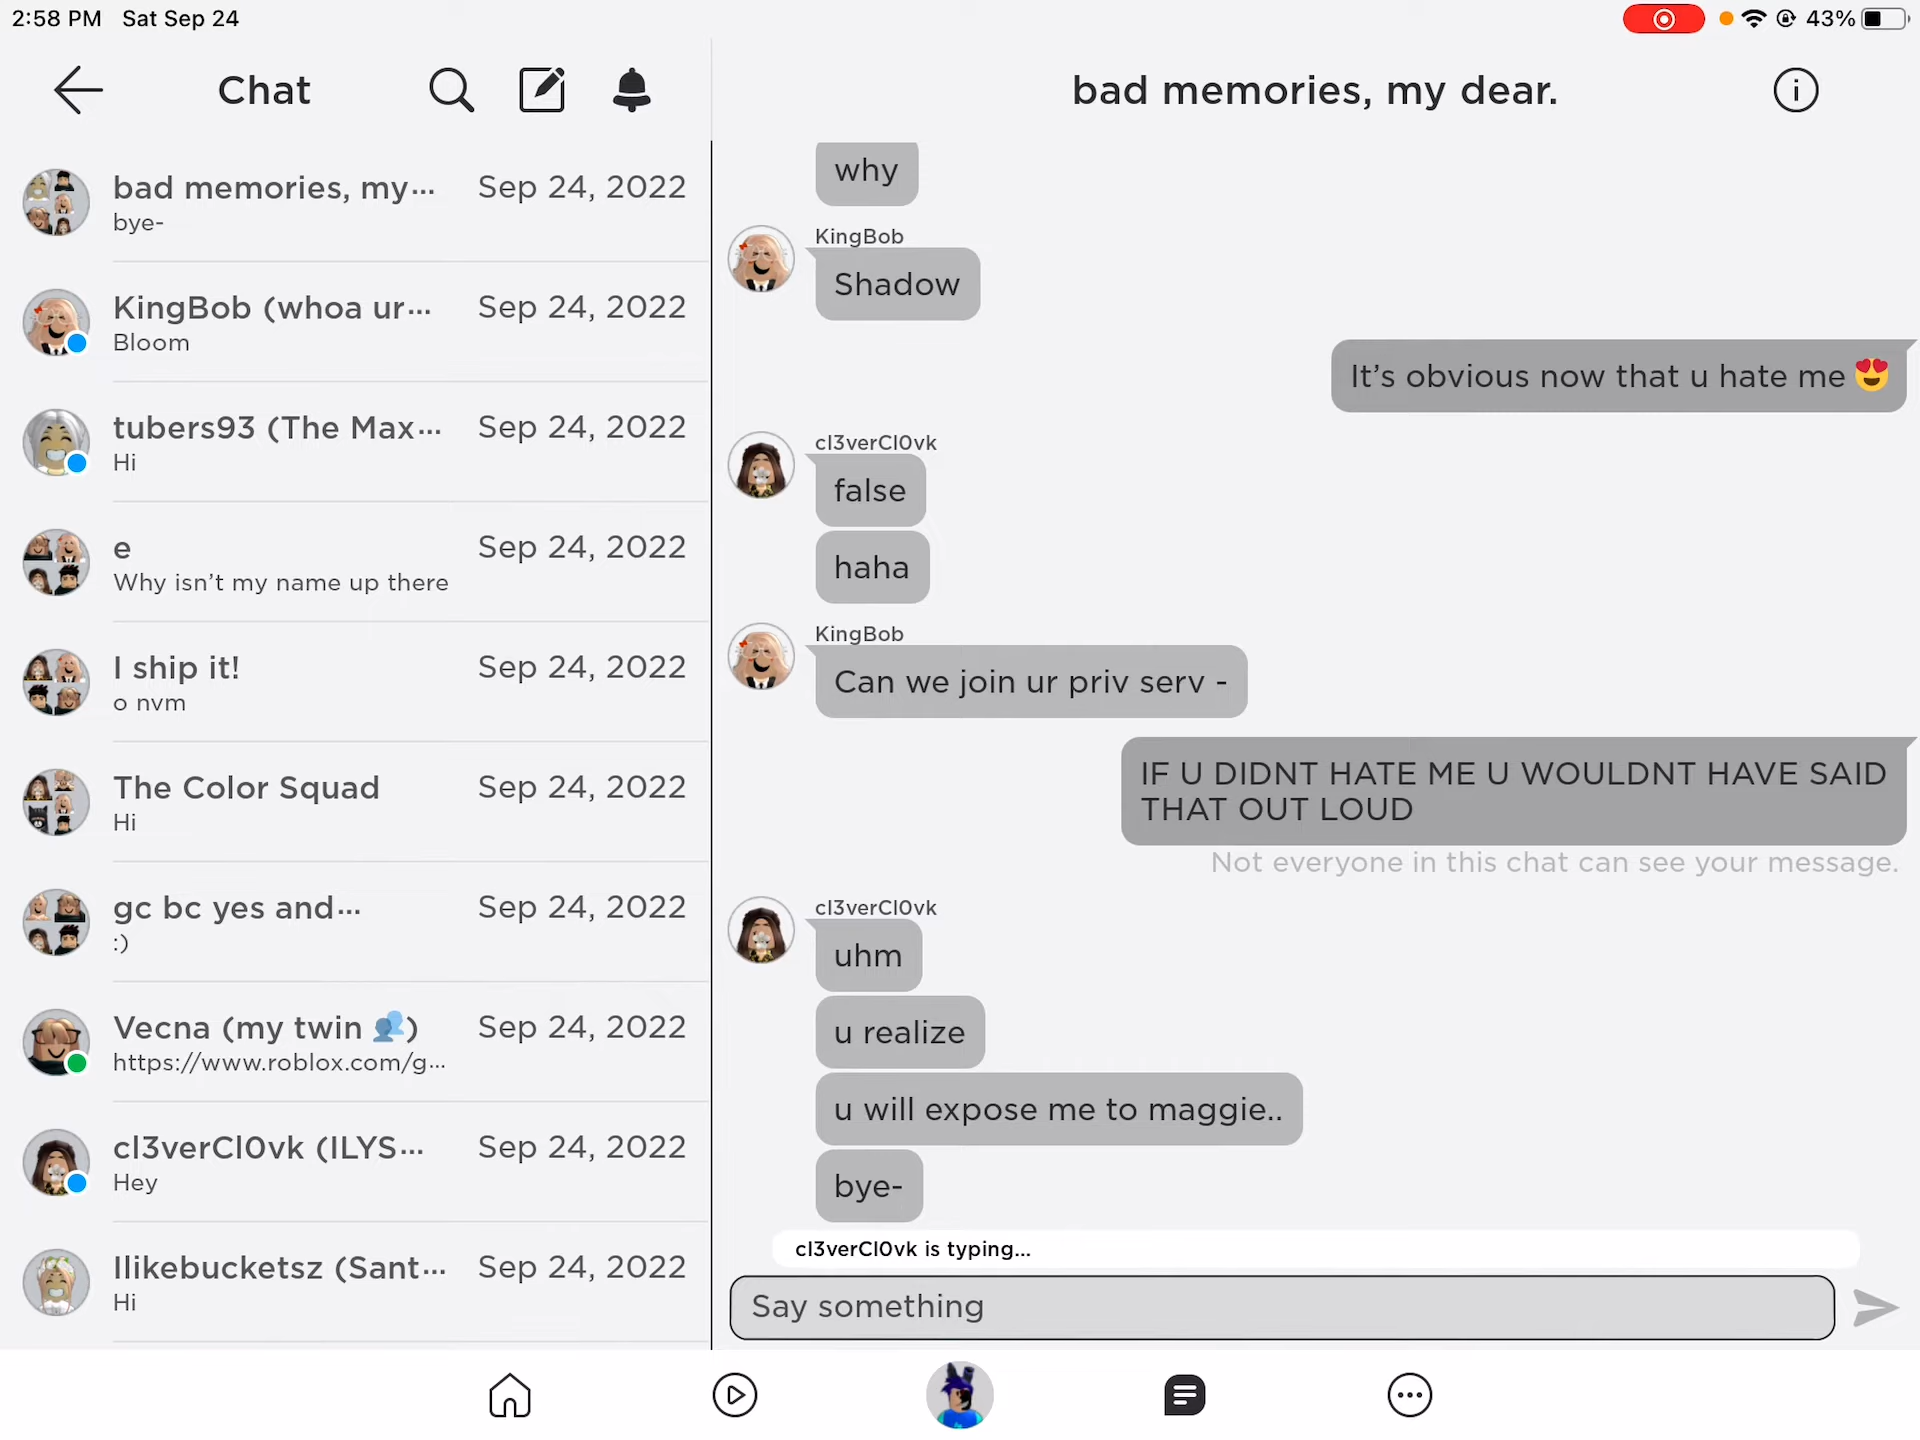 2:58 PM Sat Sep 24
43%
Chat
bad memories, my dear.
bad memories, my... Sep 24, 2022
bye-
KingBob (whoa ur... Sep 24, 2022
Bloom
tubers93 (The Max... Sep 24, 2022
Hi
e Sep 24, 2022
Why isn’t my name up there
I ship it! Sep 24, 2022
o nvm
The Color Squad Sep 24, 2022
Hi
gc bc yes and... Sep 24, 2022
:)
Vecna (my twin 👥) Sep 24, 2022
https://www.roblox.com/g...
cl3verCl0vk (ILYS... Sep 24, 2022
Hey
Ilikebucketsz (Sant... Sep 24, 2022
Hi
why
KingBob
Shadow
It’s obvious now that u hate me 😍
cl3verCl0vk
false
haha
KingBob
Can we join ur priv serv -
IF U DIDNT HATE ME U WOULDNT HAVE SAID
THAT OUT LOUD
Not everyone in this chat can see your message.
cl3verCl0vk
uhm
u realize
u will expose me to maggie..
bye-
cl3verCl0vk is typing...
Say something